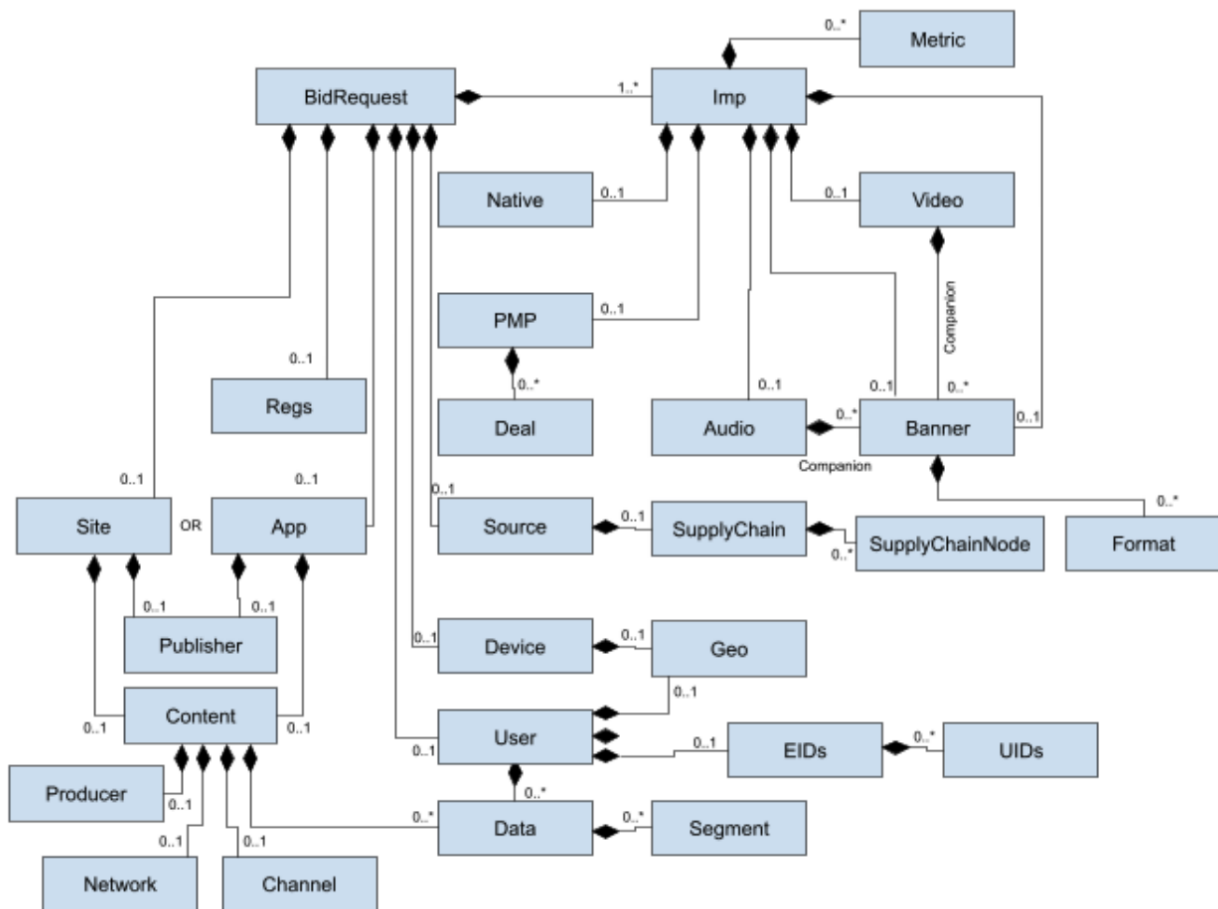 0..*
Metric
BidRequest
1..*
Imp
Native
0..1
0..1
Video
PMP
0..1
Companion
0..1
0..*
0..1
0..1
0..*
Regs
Deal
Audio
0..*
Banner
0..1
Companion
0..1
0..1
0..1
0..*
Site
OR
App
Source
0..1
SupplyChain
0..*
SupplyChainNode
Format
0..1
0..1
Publisher
0..1
Device
0..1
Geo
0..1
0..1
Content
0..1
0..1
User
0..1
EIDs
0..*
UIDs
Producer
0..1
0..*
0..*
Data
0..*
Segment
0..1
0..1
Network
Channel